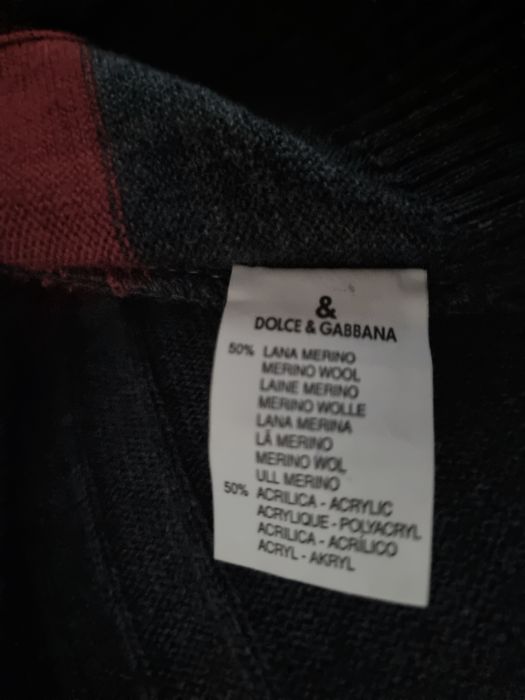 &
DOLCE & GABBANA
50% LANA MERINO
MERINO WOOL
LAINE MERINO
MERINO WOLLE
LANA MERINA
LÃ MERINO
MERINO WOL
ULL MERINO
50% ACRILICA - ACRYLIC
ACRYLIQUE - POLYACRYL
ACRILICA - ACRÍLICO
ACRYL - AKRYL